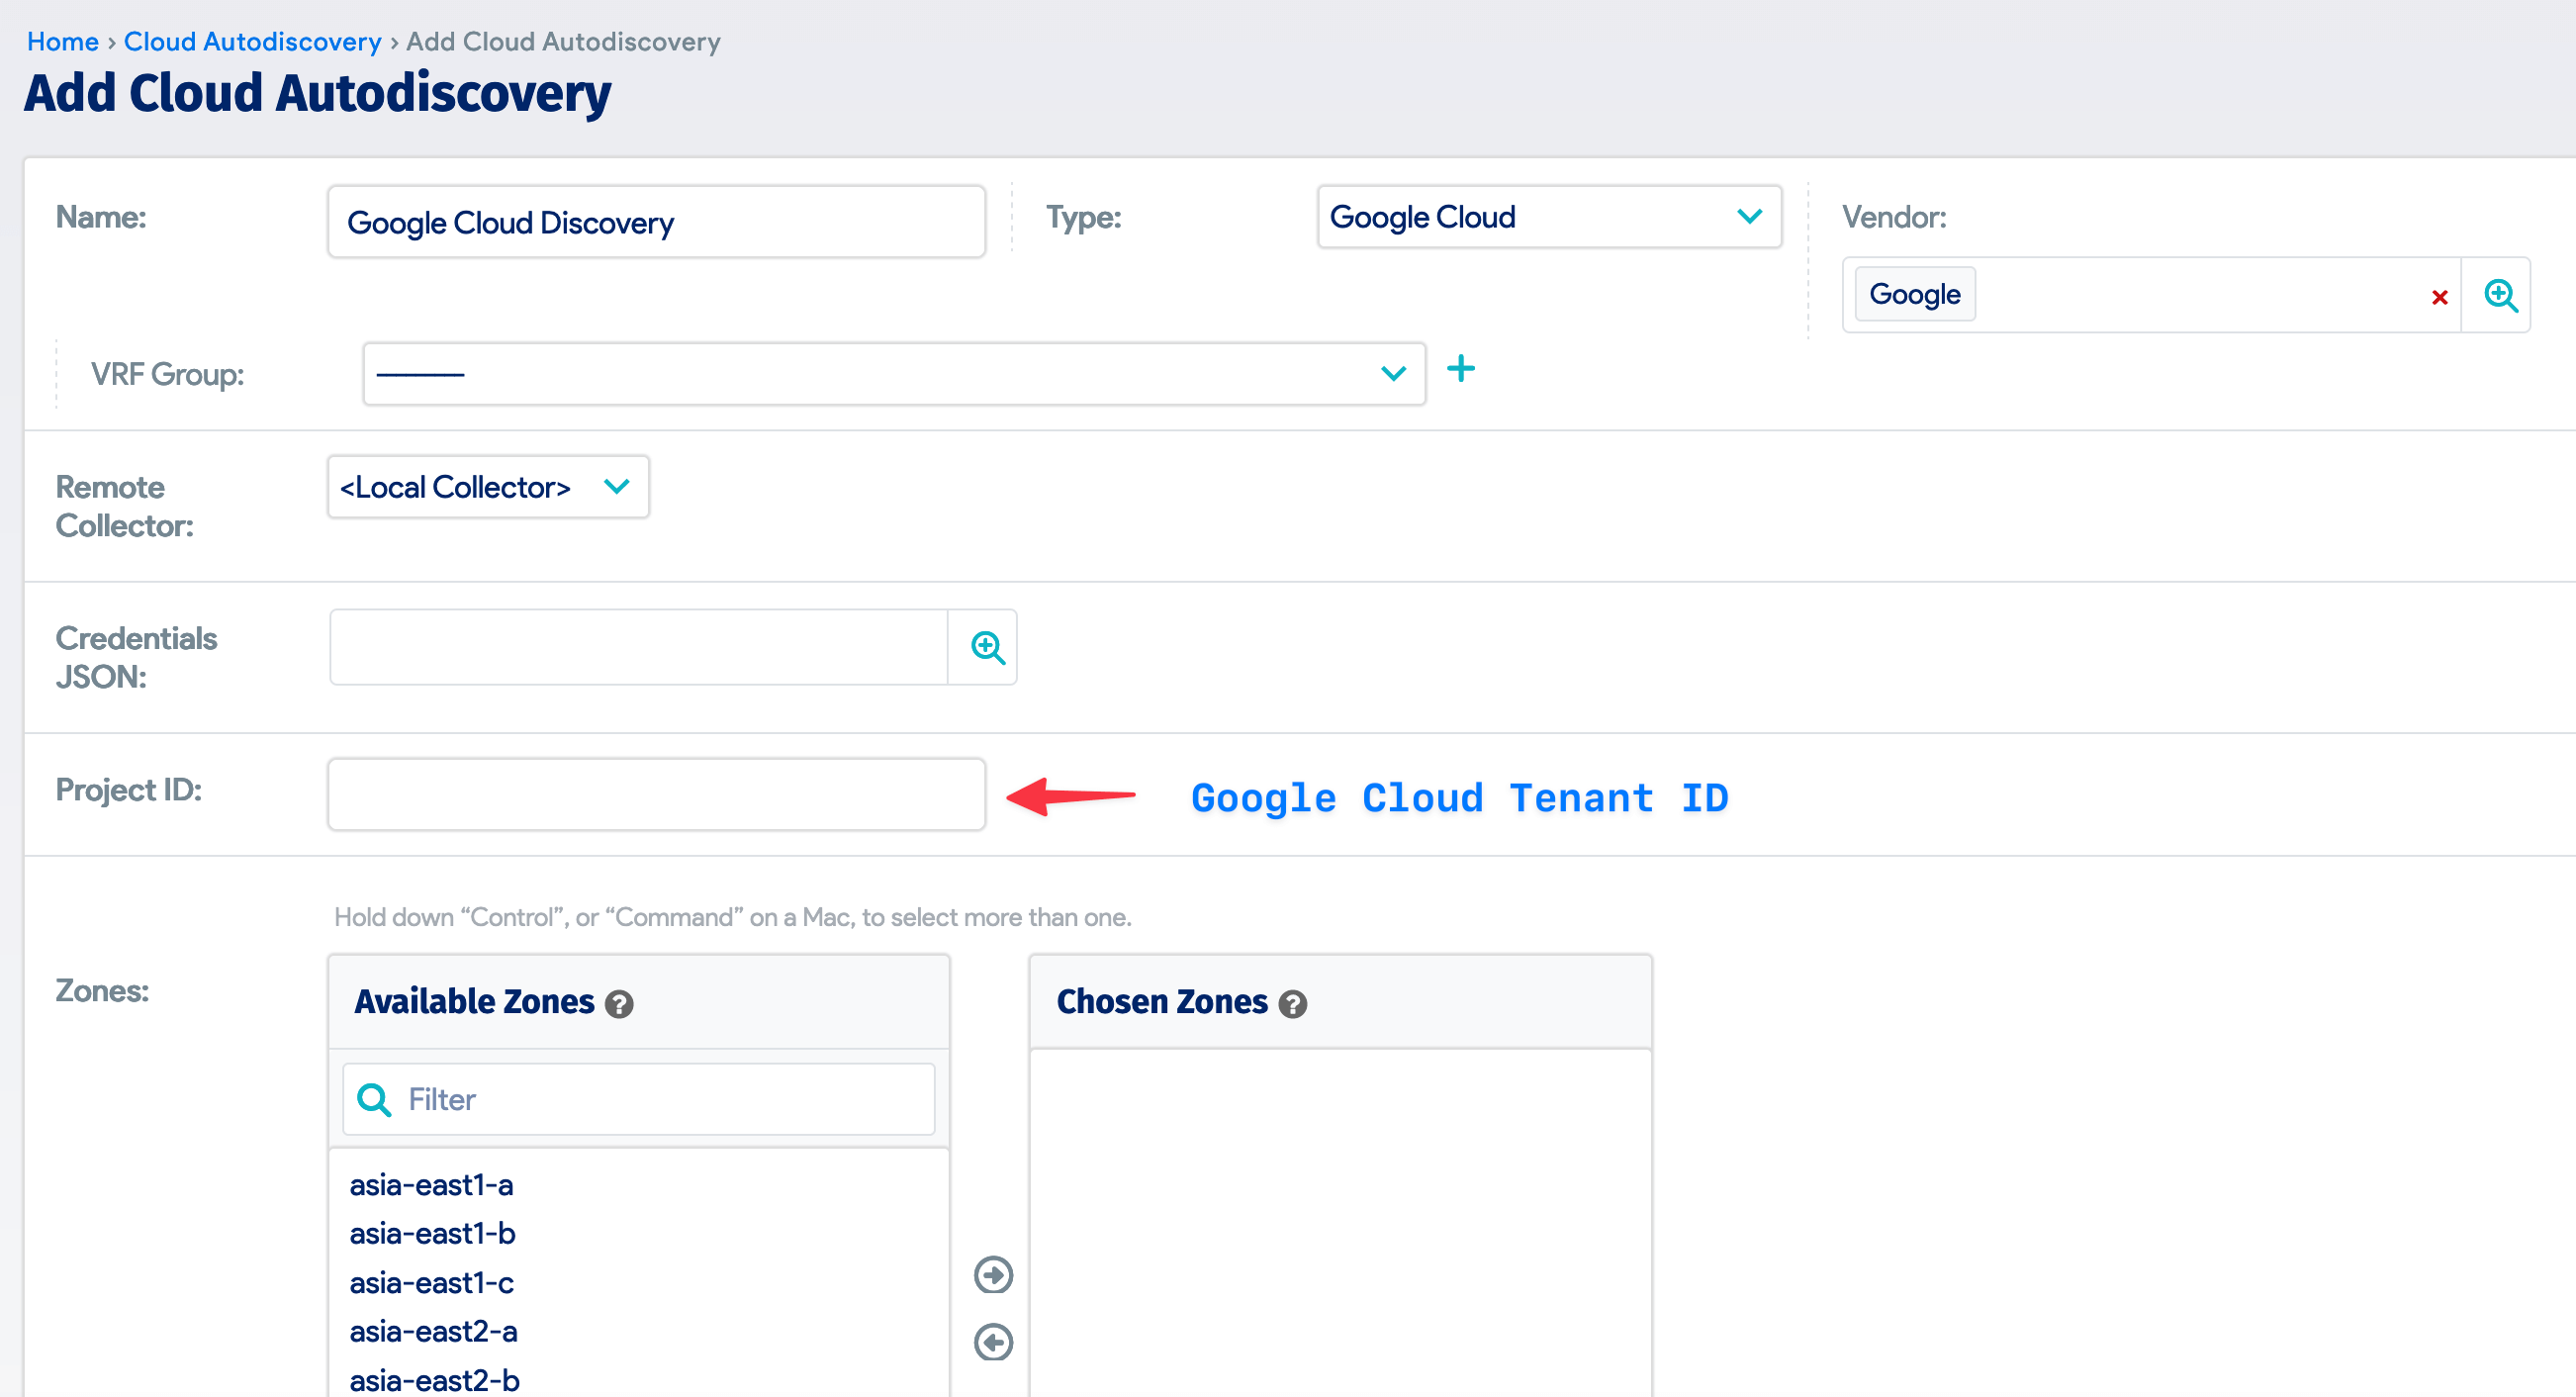 Home › Cloud Autodiscovery › Add Cloud Autodiscovery
Add Cloud Autodiscovery
Name: Google Cloud Discovery Type: Google Cloud Vendor:
Google
VRF Group: ———
Remote Collector: <Local Collector>
Credentials JSON:
Project ID: Google Cloud Tenant ID
Hold down “Control”, or “Command” on a Mac, to select more than one.
Zones:
Available Zones ?
Chosen Zones ?
Filter
asia-east1-a
asia-east1-b
asia-east1-c
asia-east2-a
asia-east2-b